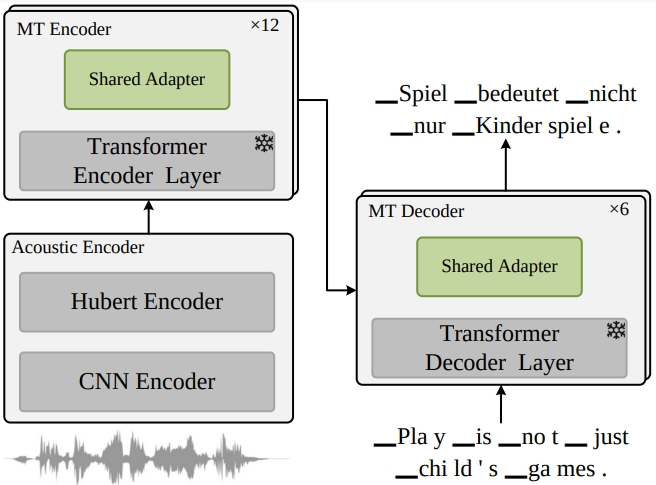 MT Encoder
×12
Shared Adapter
Transformer
Encoder Layer
Acoustic Encoder
Hubert Encoder
CNN Encoder
__Spiel __bedeutet __nicht
__nur __Kinder spiel e .
MT Decoder
×6
Shared Adapter
Transformer
Decoder Layer
__Pla y __is __no t __ just
__chi ld ' s __ga mes .